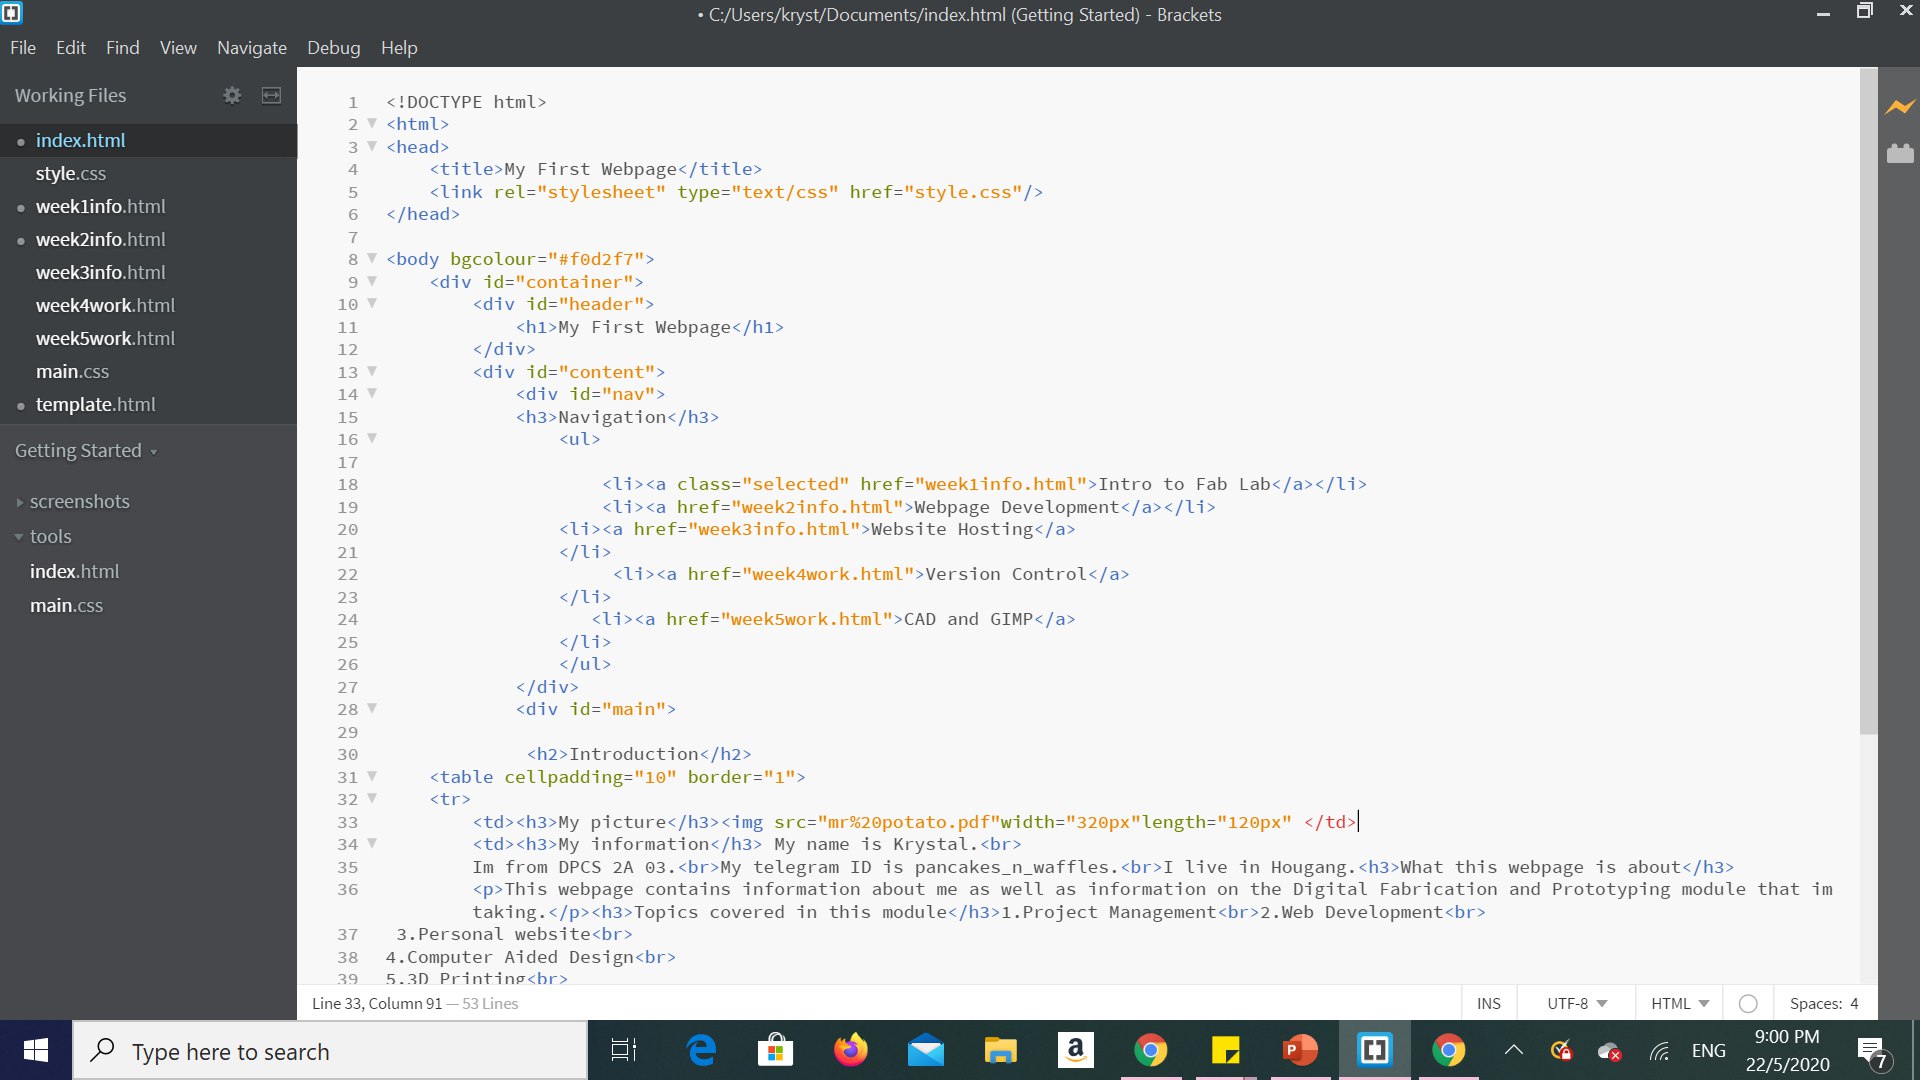 • C:/Users/kryst/Documents/index.html (Getting Started) - Brackets
File Edit Find View Navigate Debug Help
Working Files
index.html
style.css
week1info.html
week2info.html
week3info.html
week4work.html
week5work.html
main.css
template.html
Getting Started
screenshots
tools
index.html
main.css
1 <!DOCTYPE html>
2 <html>
3 <head>
4 <title>My First Webpage</title>
5 <link rel="stylesheet" type="text/css" href="style.css"/>
6 </head>
7
8 <body bgcolour="#f0d2f7">
9 <div id="container">
10 <div id="header">
11 <h1>My First Webpage</h1>
12 </div>
13 <div id="content">
14 <div id="nav">
15 <h3>Navigation</h3>
16 <ul>
17
18 <li><a class="selected" href="week1info.html">Intro to Fab Lab</a></li>
19 <li><a href="week2info.html">Webpage Development</a></li>
20 <li><a href="week3info.html">Website Hosting</a>
21 </li>
22 <li><a href="week4work.html">Version Control</a>
23 </li>
24 <li><a href="week5work.html">CAD and GIMP</a>
25 </li>
26 </ul>
27 </div>
28 <div id="main">
29
30 <h2>Introduction</h2>
31 <table cellpadding="10" border="1">
32 <tr>
33 <td><h3>My picture</h3><img src="mr%20potato.pdf"width="320px"length="120px" </td>
34 <td><h3>My information</h3> My name is Krystal.<br>
35 Im from DPCS 2A 03.<br>My telegram ID is pancakes_n_waffles.<br>I live in Hougang.<h3>What this webpage is about</h3>
36 <p>This webpage contains information about me as well as information on the Digital Fabrication and Prototyping module that im
taking.</p><h3>Topics covered in this module</h3>1.Project Management<br>2.Web Development<br>
37 3.Personal website<br>
38 4.Computer Aided Design<br>
39 5.3D Printing<br>
Line 33, Column 91 — 53 Lines
INS UTF-8 HTML Spaces: 4
Type here to search
ENG
9:00 PM
22/5/2020
7